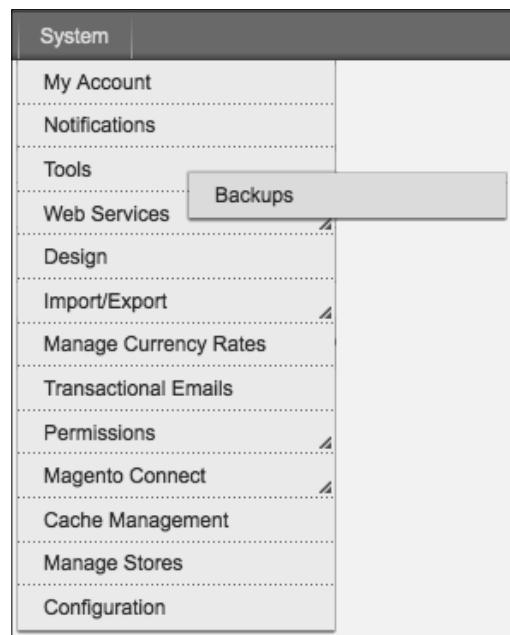 System
My Account
Notifications
Tools
Backups
Web Services
Design
Import/Export
Manage Currency Rates
Transactional Emails
Permissions
Magento Connect
Cache Management
Manage Stores
Configuration